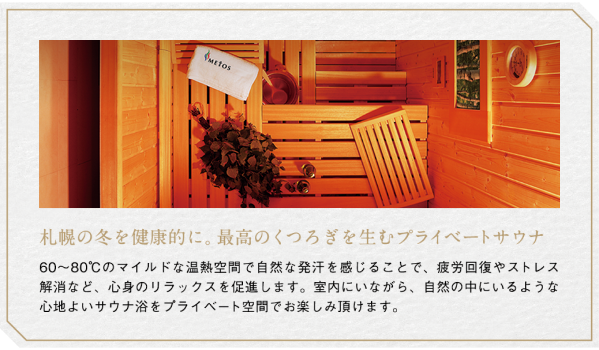 METOS
札幌の冬を健康的に。最高のくつろぎを生むプライベートサウナ
60〜80℃のマイルドな温熱空間で自然な発汗を感じることで、疲労回復やストレス
解消など、心身のリラックスを促進します。室内にいながら、自然の中にいるような
心地よいサウナ浴をプライベート空間でお楽しみ頂けます。